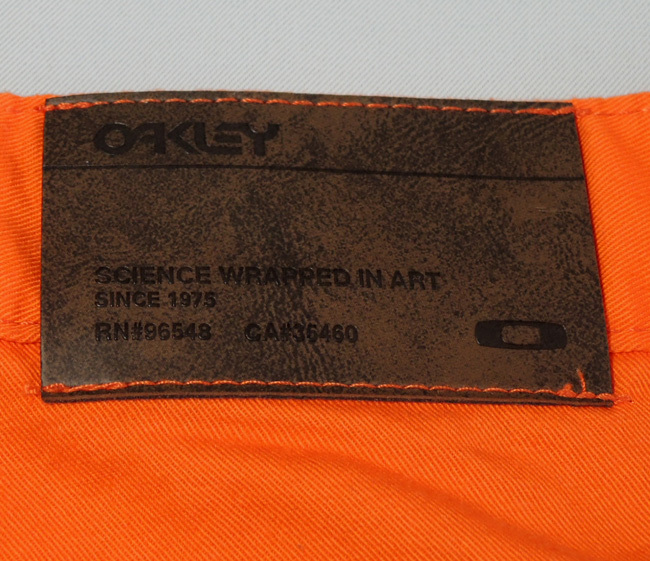 OAKLEY
SCIENCE WRAPPED IN ART
SINCE 1975
RN#96548 CA#35460